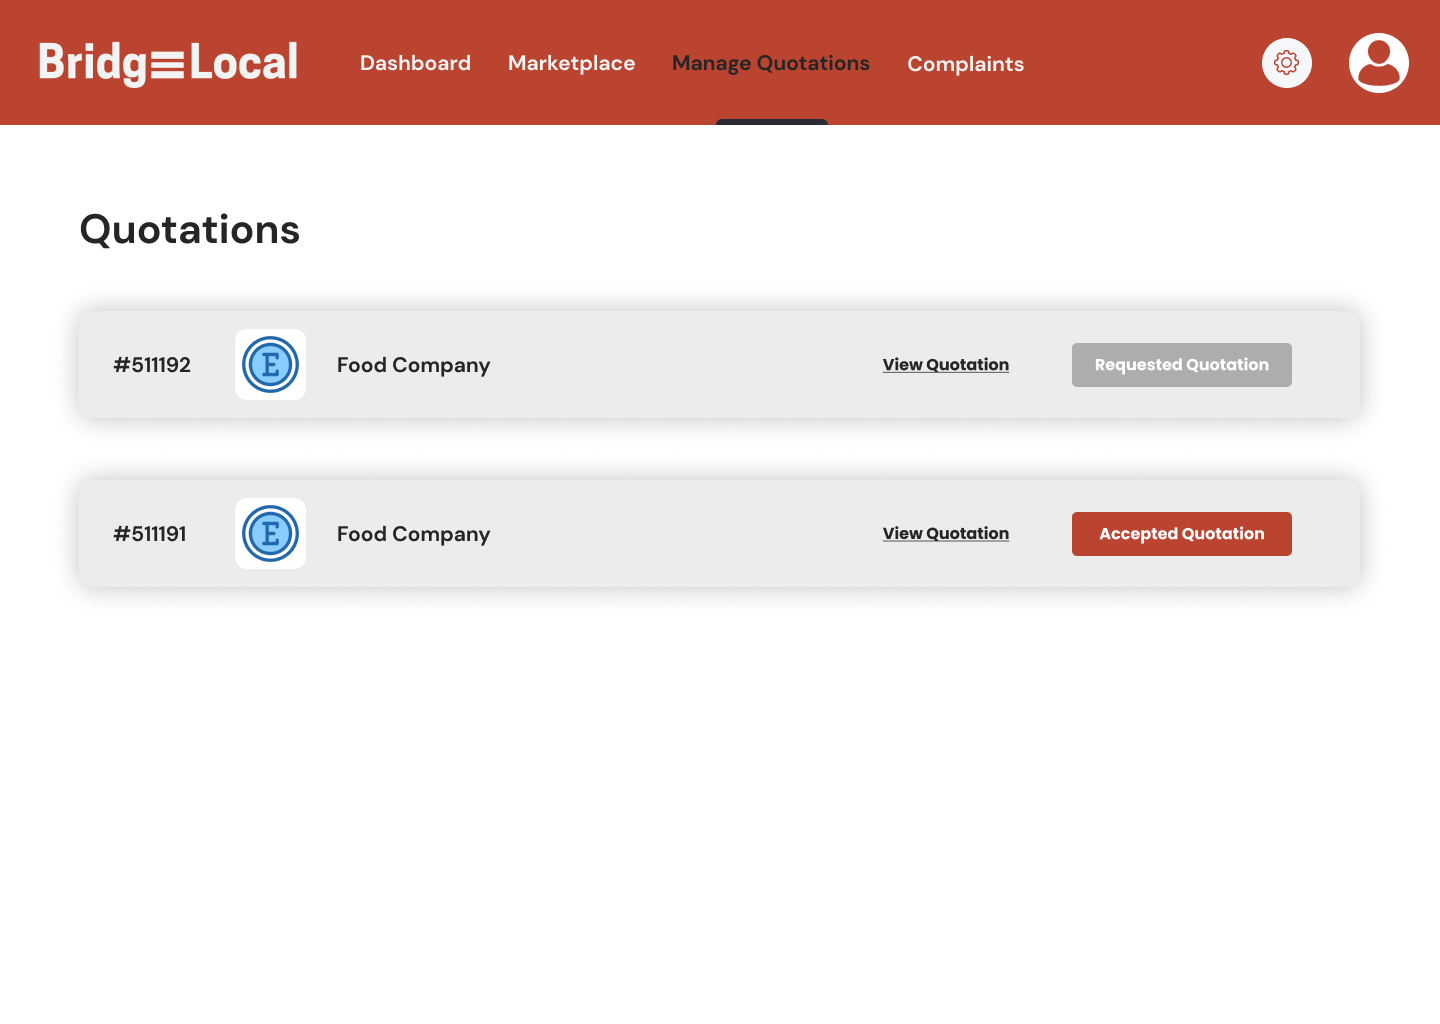 BridgeLocal
Dashboard Marketplace Manage Quotations Complaints
Quotations
#511192 E Food Company View Quotation Requested Quotation
#511191 E Food Company View Quotation Accepted Quotation